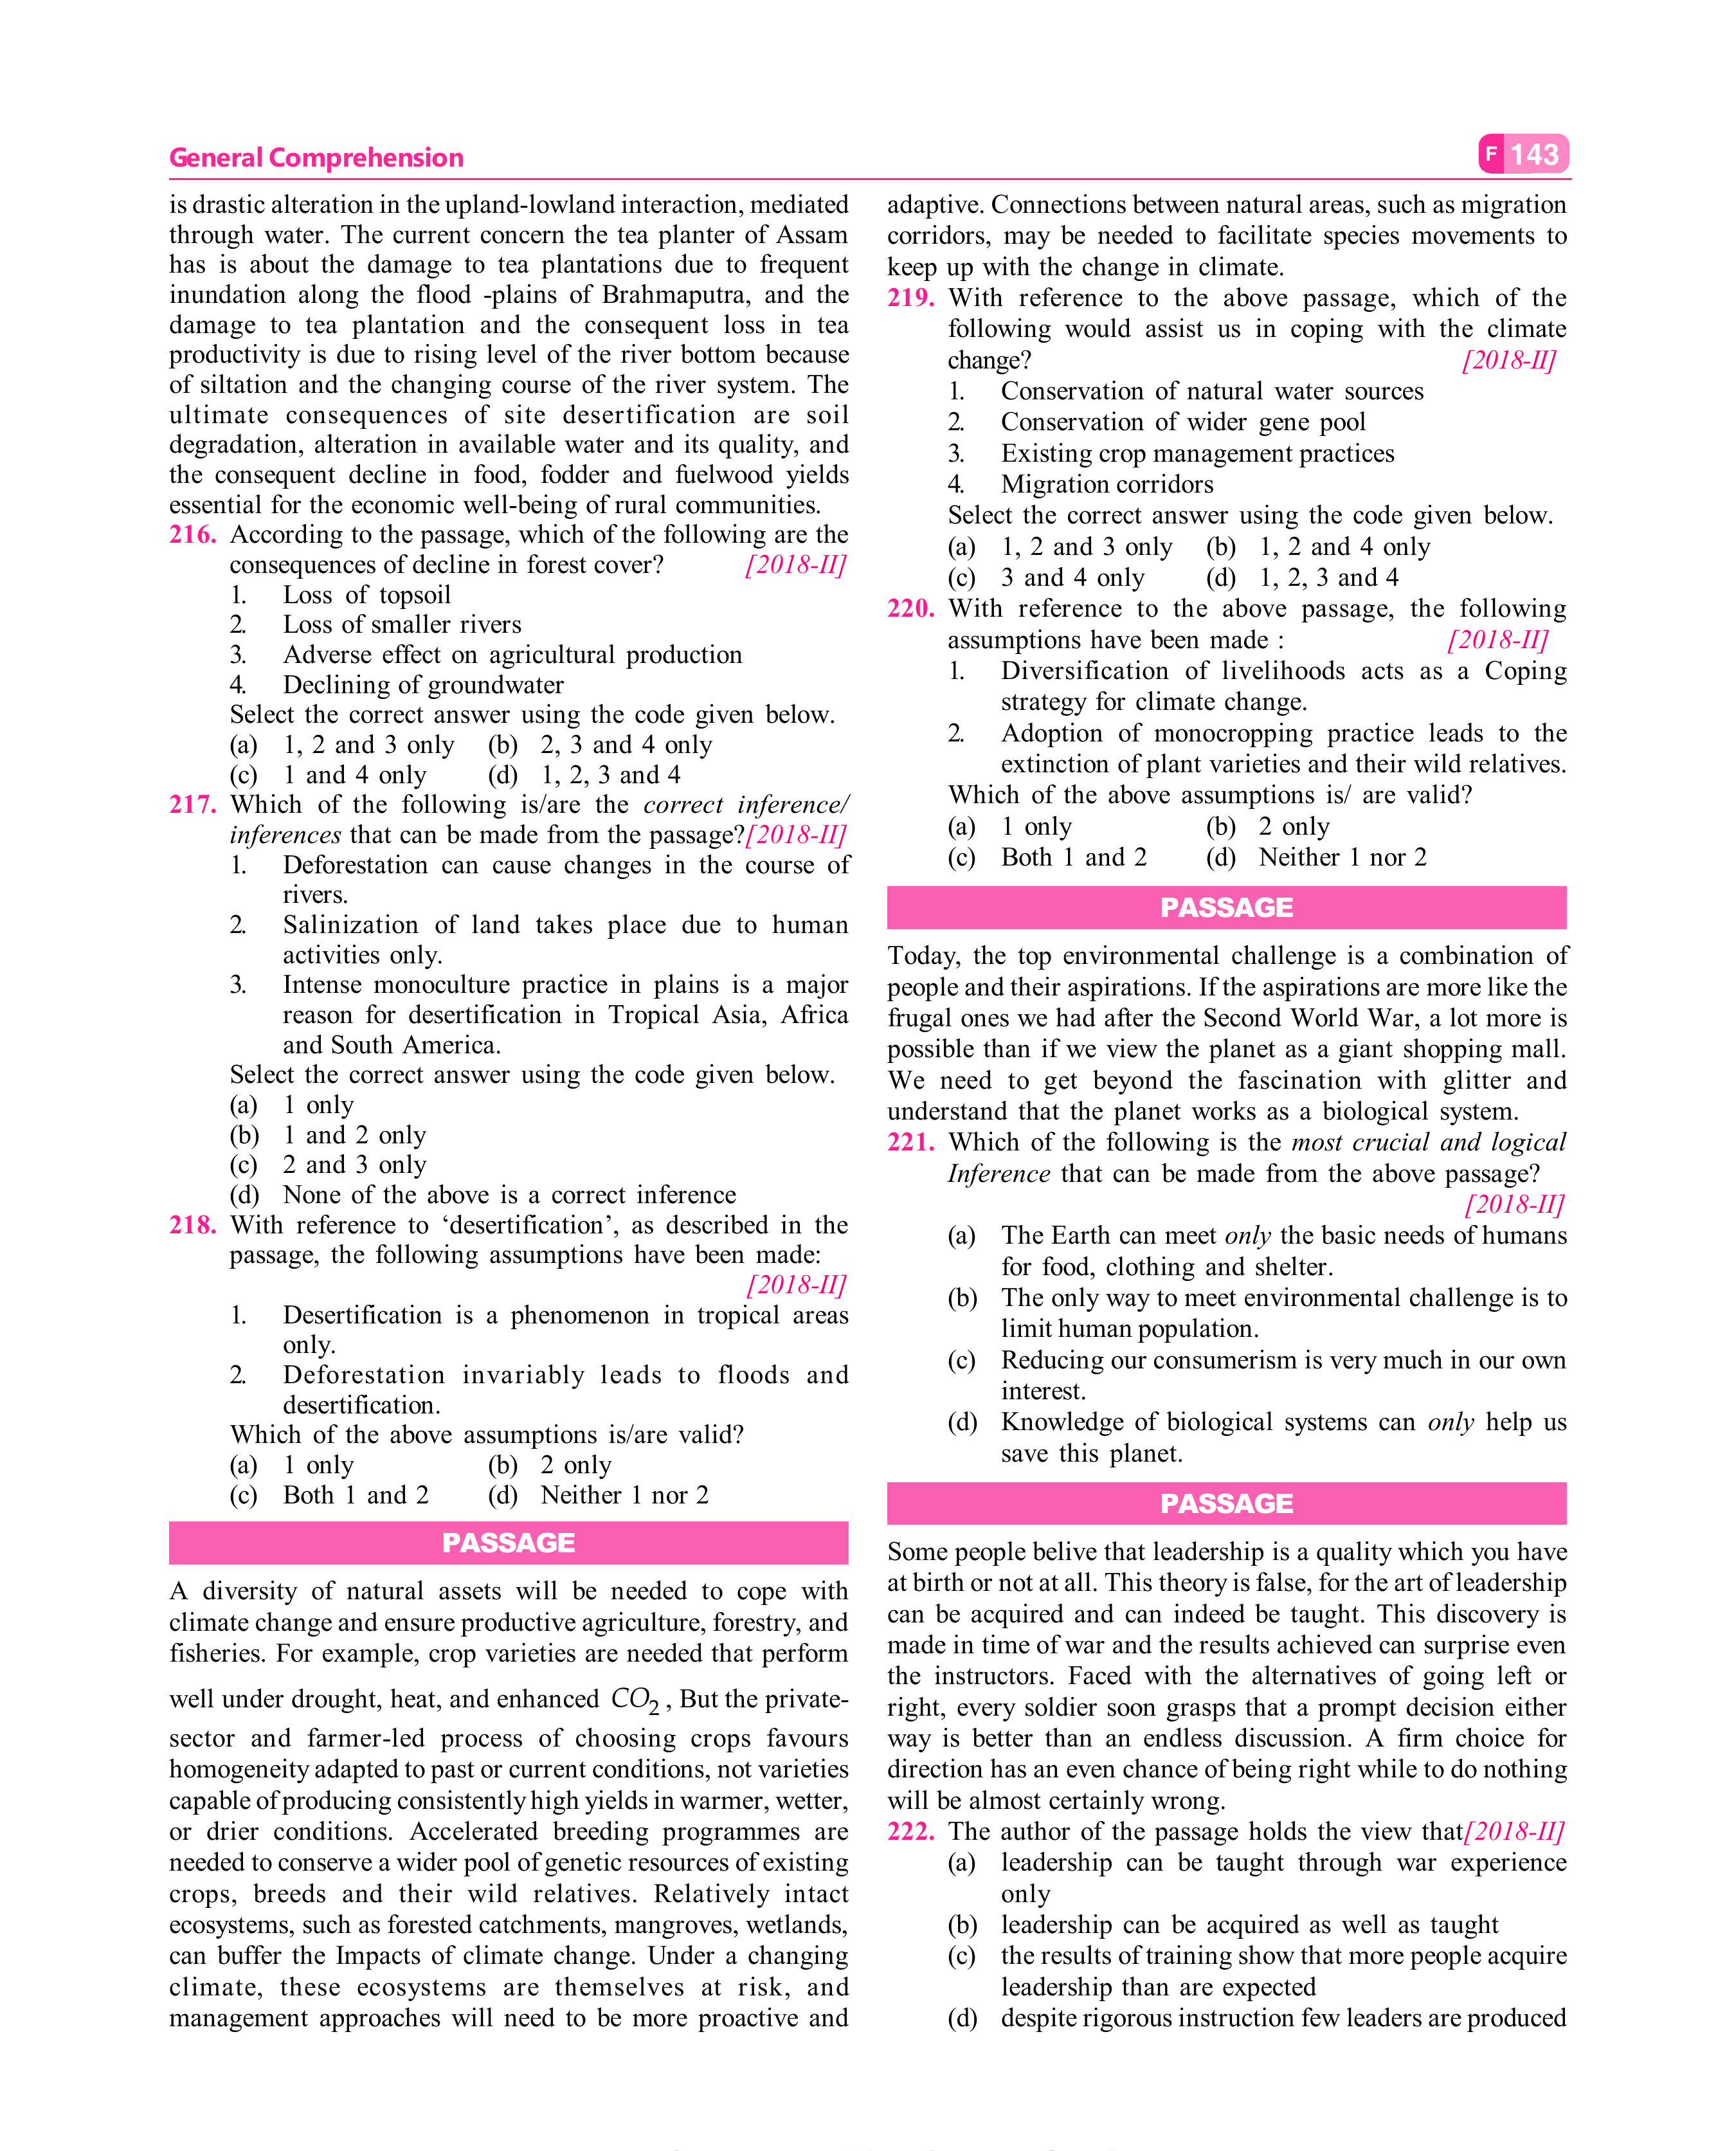 General Comprehension
F 143
is drastic alteration in the upland-lowland interaction, mediated
through water. The current concern the tea planter of Assam
has is about the damage to tea plantations due to frequent
inundation along the flood -plains of Brahmaputra, and the
damage to tea plantation and the consequent loss in tea
productivity is due to rising level of the river bottom because
of siltation and the changing course of the river system. The
ultimate consequences of site desertification are soil
degradation, alteration in available water and its quality, and
the consequent decline in food, fodder and fuelwood yields
essential for the economic well-being of rural communities.
216. According to the passage, which of the following are the
consequences of decline in forest cover? [2018-II]
1. Loss of topsoil
2. Loss of smaller rivers
3. Adverse effect on agricultural production
4. Declining of groundwater
Select the correct answer using the code given below.
(a) 1, 2 and 3 only (b) 2, 3 and 4 only
(c) 1 and 4 only (d) 1, 2, 3 and 4
217. Which of the following is/are the correct inference/
inferences that can be made from the passage?[2018-II]
1. Deforestation can cause changes in the course of
rivers.
2. Salinization of land takes place due to human
activities only.
3. Intense monoculture practice in plains is a major
reason for desertification in Tropical Asia, Africa
and South America.
Select the correct answer using the code given below.
(a) 1 only
(b) 1 and 2 only
(c) 2 and 3 only
(d) None of the above is a correct inference
218. With reference to ‘desertification’, as described in the
passage, the following assumptions have been made:
[2018-II]
1. Desertification is a phenomenon in tropical areas
only.
2. Deforestation invariably leads to floods and
desertification.
Which of the above assumptions is/are valid?
(a) 1 only (b) 2 only
(c) Both 1 and 2 (d) Neither 1 nor 2
PASSAGE
A diversity of natural assets will be needed to cope with
climate change and ensure productive agriculture, forestry, and
fisheries. For example, crop varieties are needed that perform
well under drought, heat, and enhanced CO2 , But the private-
sector and farmer-led process of choosing crops favours
homogeneity adapted to past or current conditions, not varieties
capable of producing consistently high yields in warmer, wetter,
or drier conditions. Accelerated breeding programmes are
needed to conserve a wider pool of genetic resources of existing
crops, breeds and their wild relatives. Relatively intact
ecosystems, such as forested catchments, mangroves, wetlands,
can buffer the Impacts of climate change. Under a changing
climate, these ecosystems are themselves at risk, and
management approaches will need to be more proactive and
adaptive. Connections between natural areas, such as migration
corridors, may be needed to facilitate species movements to
keep up with the change in climate.
219. With reference to the above passage, which of the
following would assist us in coping with the climate
change? [2018-II]
1. Conservation of natural water sources
2. Conservation of wider gene pool
3. Existing crop management practices
4. Migration corridors
Select the correct answer using the code given below.
(a) 1, 2 and 3 only (b) 1, 2 and 4 only
(c) 3 and 4 only (d) 1, 2, 3 and 4
220. With reference to the above passage, the following
assumptions have been made : [2018-II]
1. Diversification of livelihoods acts as a Coping
strategy for climate change.
2. Adoption of monocropping practice leads to the
extinction of plant varieties and their wild relatives.
Which of the above assumptions is/ are valid?
(a) 1 only (b) 2 only
(c) Both 1 and 2 (d) Neither 1 nor 2
PASSAGE
Today, the top environmental challenge is a combination of
people and their aspirations. If the aspirations are more like the
frugal ones we had after the Second World War, a lot more is
possible than if we view the planet as a giant shopping mall.
We need to get beyond the fascination with glitter and
understand that the planet works as a biological system.
221. Which of the following is the most crucial and logical
Inference that can be made from the above passage?
[2018-II]
(a) The Earth can meet only the basic needs of humans
for food, clothing and shelter.
(b) The only way to meet environmental challenge is to
limit human population.
(c) Reducing our consumerism is very much in our own
interest.
(d) Knowledge of biological systems can only help us
save this planet.
PASSAGE
Some people belive that leadership is a quality which you have
at birth or not at all. This theory is false, for the art of leadership
can be acquired and can indeed be taught. This discovery is
made in time of war and the results achieved can surprise even
the instructors. Faced with the alternatives of going left or
right, every soldier soon grasps that a prompt decision either
way is better than an endless discussion. A firm choice for
direction has an even chance of being right while to do nothing
will be almost certainly wrong.
222. The author of the passage holds the view that[2018-II]
(a) leadership can be taught through war experience
only
(b) leadership can be acquired as well as taught
(c) the results of training show that more people acquire
leadership than are expected
(d) despite rigorous instruction few leaders are produced